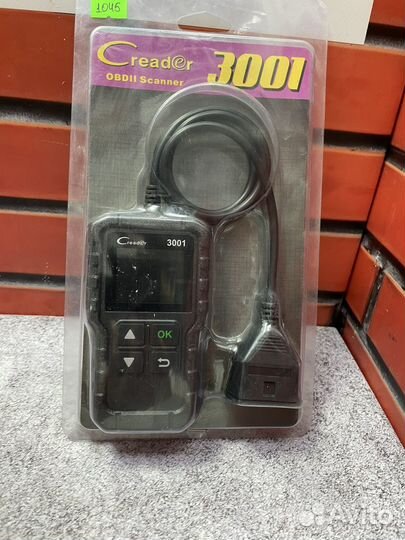 1045
Creader
3001
OBDII Scanner
Creader
3001
OK
Avito